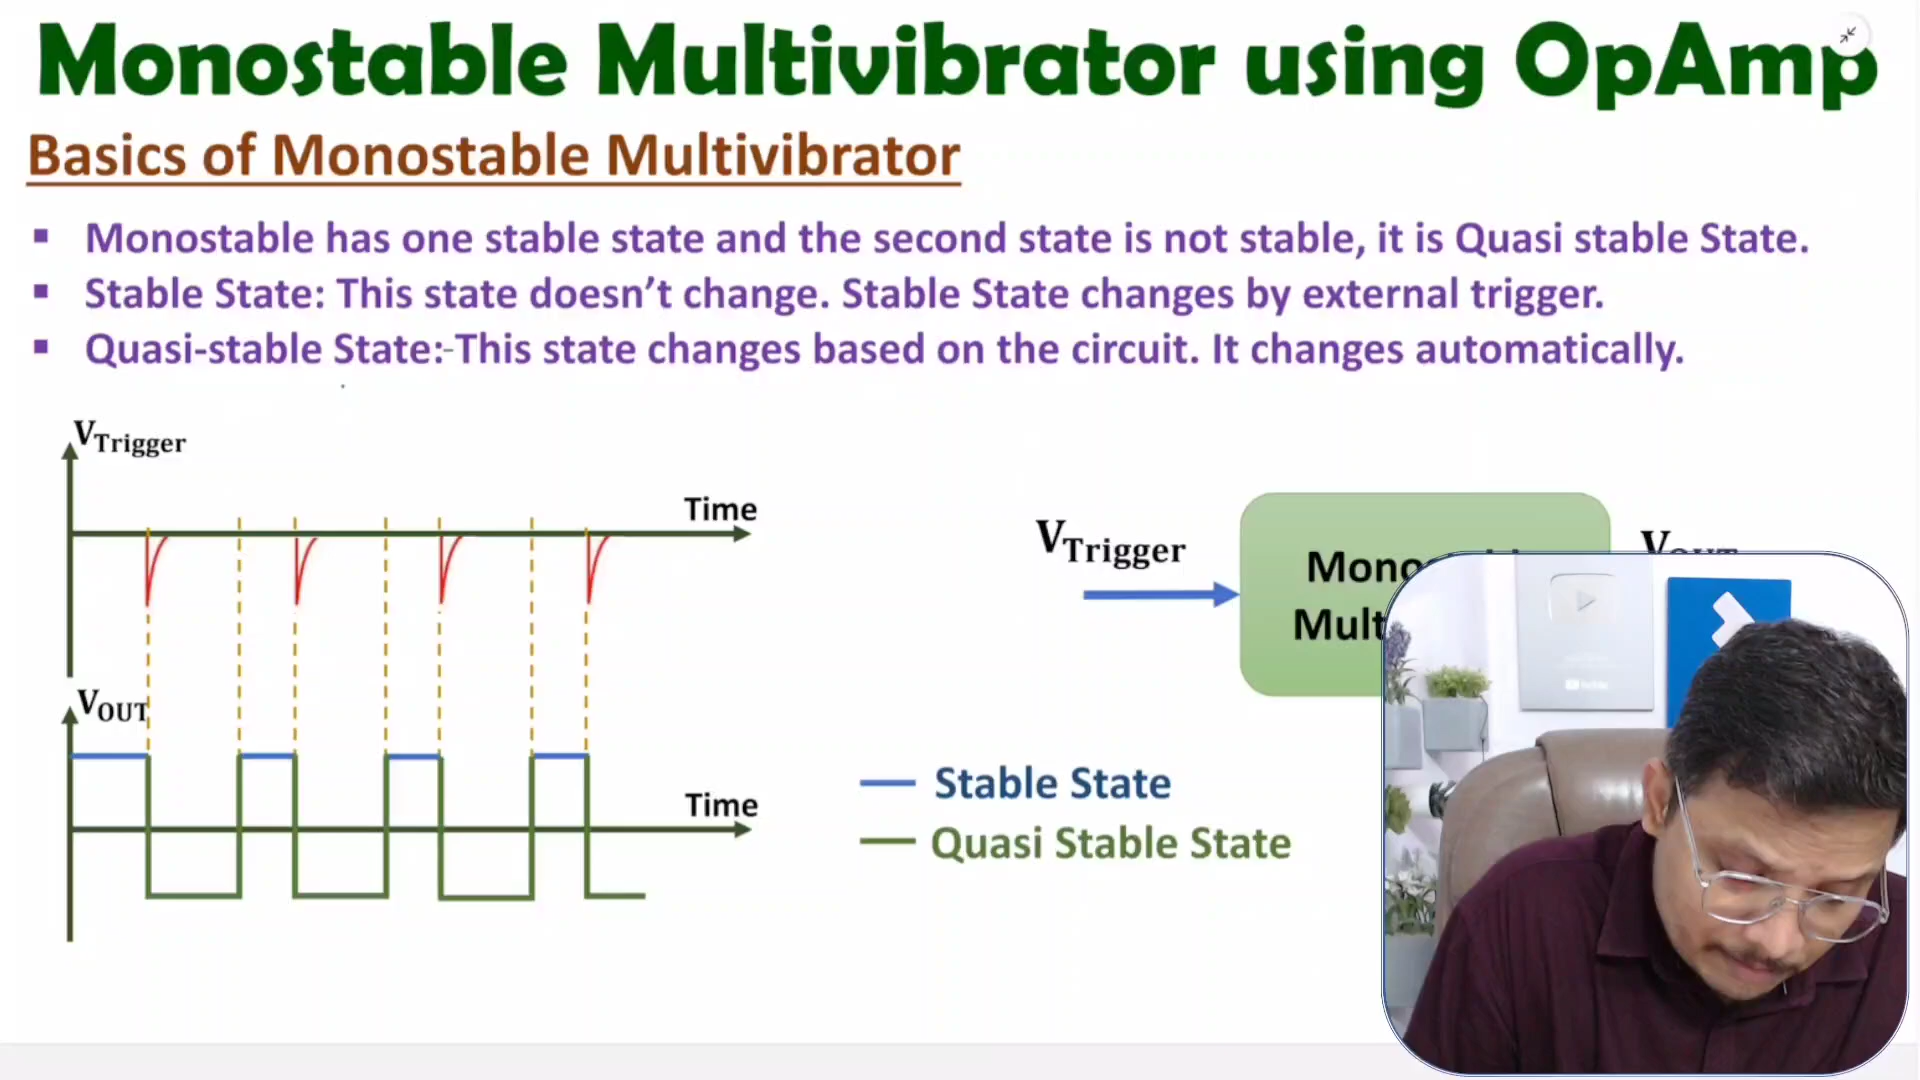 Monostable Multivibrator using OpAmp
Basics of Monostable Multivibrator
▪ Monostable has one stable state and the second state is not stable, it is Quasi stable State.
▪ Stable State: This state doesn’t change. Stable State changes by external trigger.
▪ Quasi-stable State:-This state changes based on the circuit. It changes automatically.
VTrigger
Time
VOUT
Time
VTrigger
VOUT
Stable State
Quasi Stable State